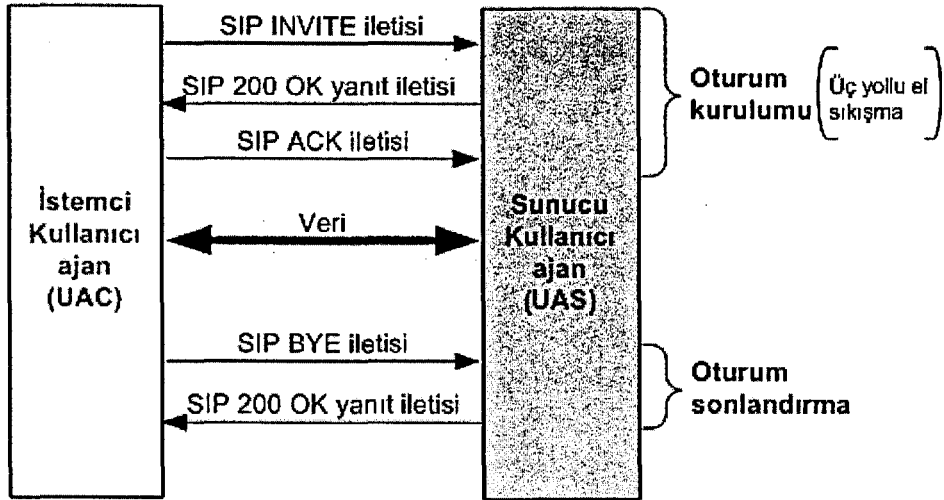 SIP INVITE iletisi
SIP 200 OK yanıt iletisi
SIP ACK iletisi
Oturum
kurulumu
Üç yollu el
sıkışma
İstemci
Kullanıcı
ajan
(UAC)
Veri
Sunucu
Kullanıcı
ajan
(UAS)
SIP BYE iletisi
SIP 200 OK yanıt iletisi
Oturum
sonlandırma